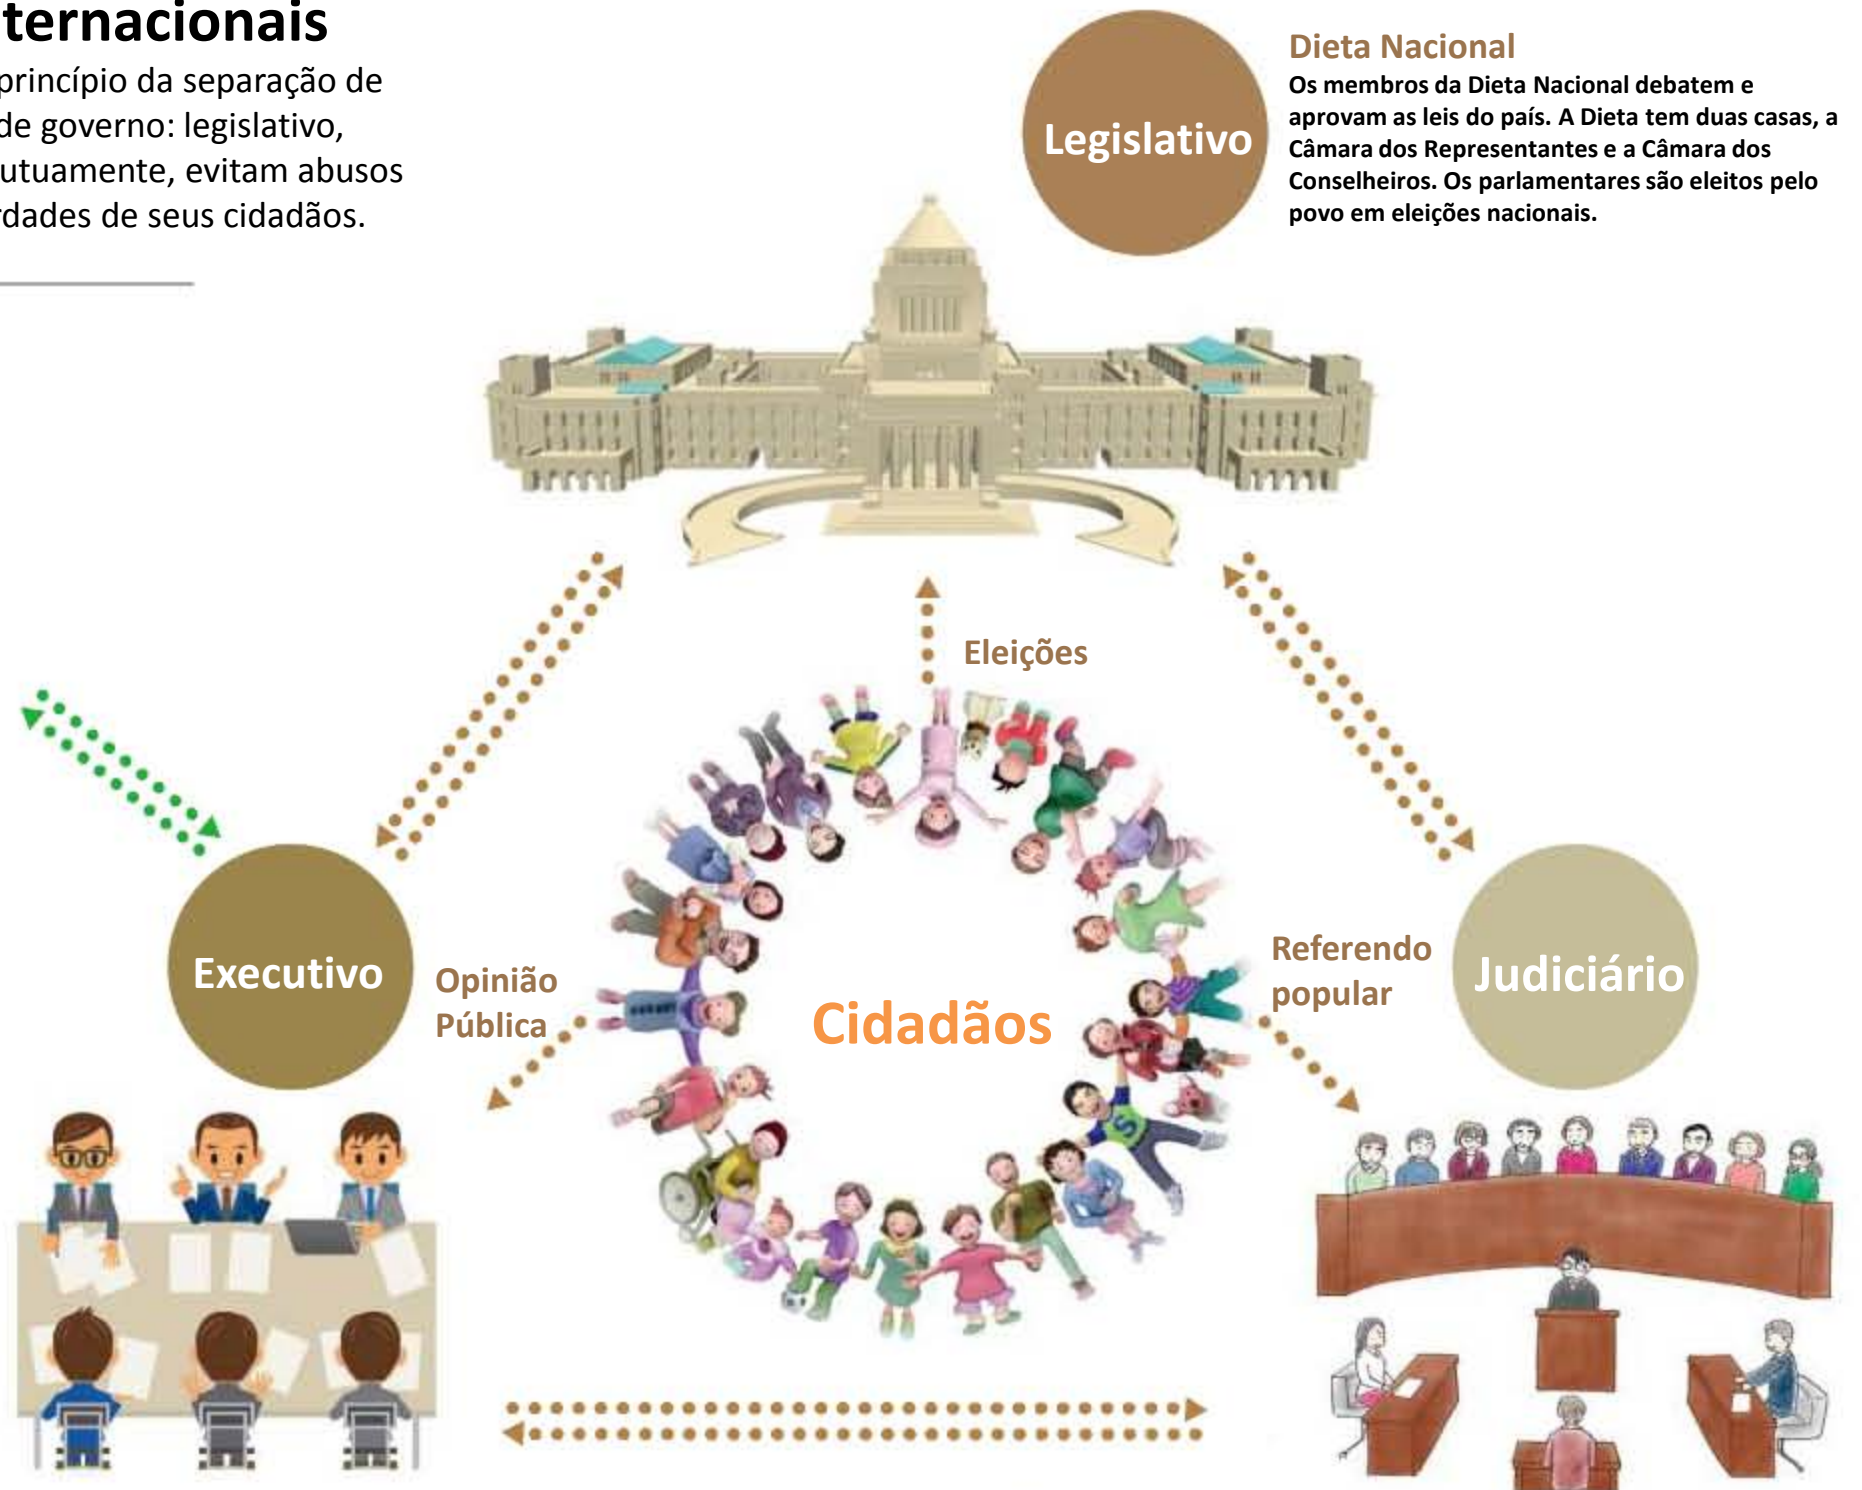 ternacionais
princípio da separação de
de governo: legislativo,
utuamente, evitam abusos
rdades de seus cidadãos.
Legislativo
Dieta Nacional
Os membros da Dieta Nacional debatem e
aprovam as leis do país. A Dieta tem duas casas, a
Câmara dos Representantes e a Câmara dos
Conselheiros. Os parlamentares são eleitos pelo
povo em eleições nacionais.
Eleições
Executivo
Opinião
Pública
Cidadãos
Referendo
popular
Judiciário
S